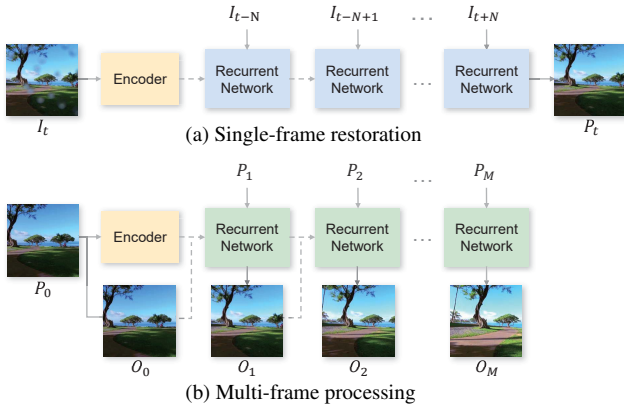 I_{t-N} I_{t-N+1} ... I_{t+N}
Encoder Recurrent Network Recurrent Network ... Recurrent Network
I_t P_t
(a) Single-frame restoration
P_1 P_2 ... P_M
Encoder Recurrent Network Recurrent Network ... Recurrent Network
P_0
O_0 O_1 O_2 O_M
(b) Multi-frame processing